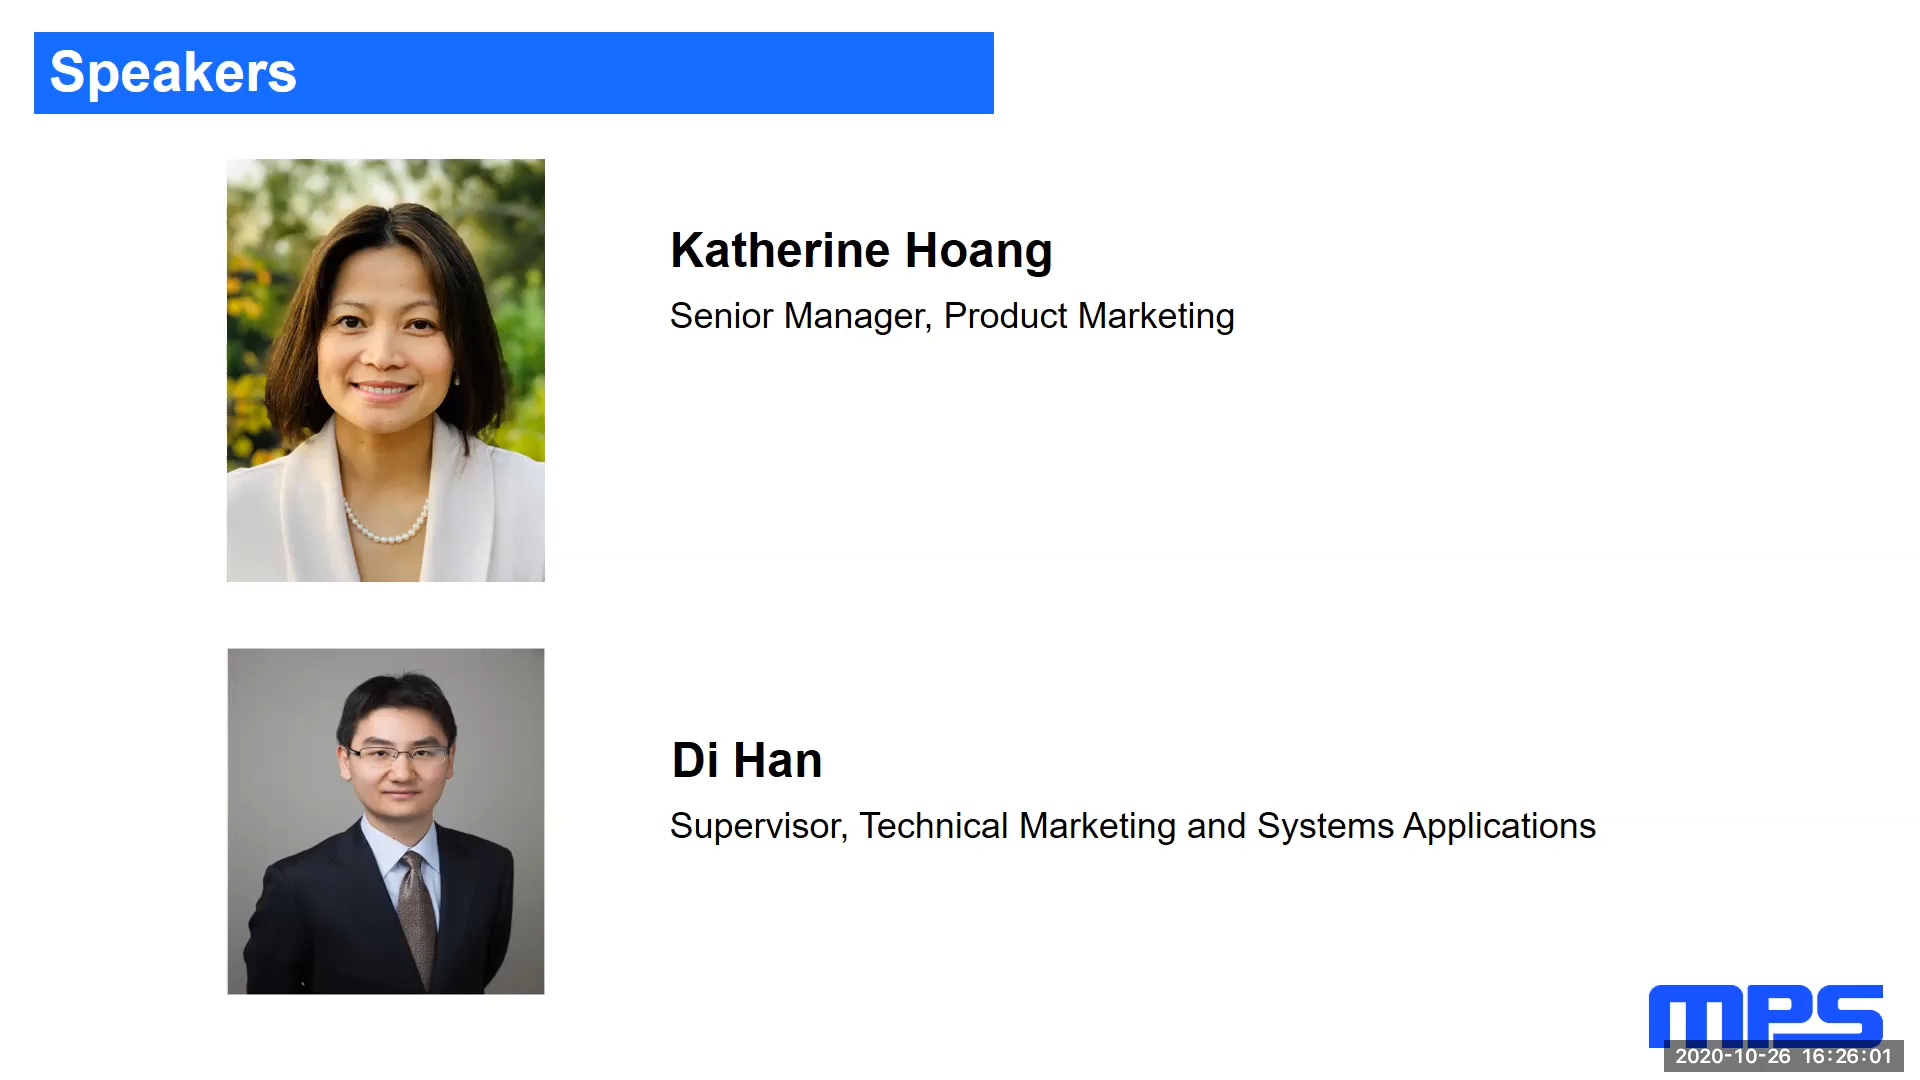 Speakers
Katherine Hoang
Senior Manager, Product Marketing
Di Han
Supervisor, Technical Marketing and Systems Applications
mPS
2020-10-26 16:26:01